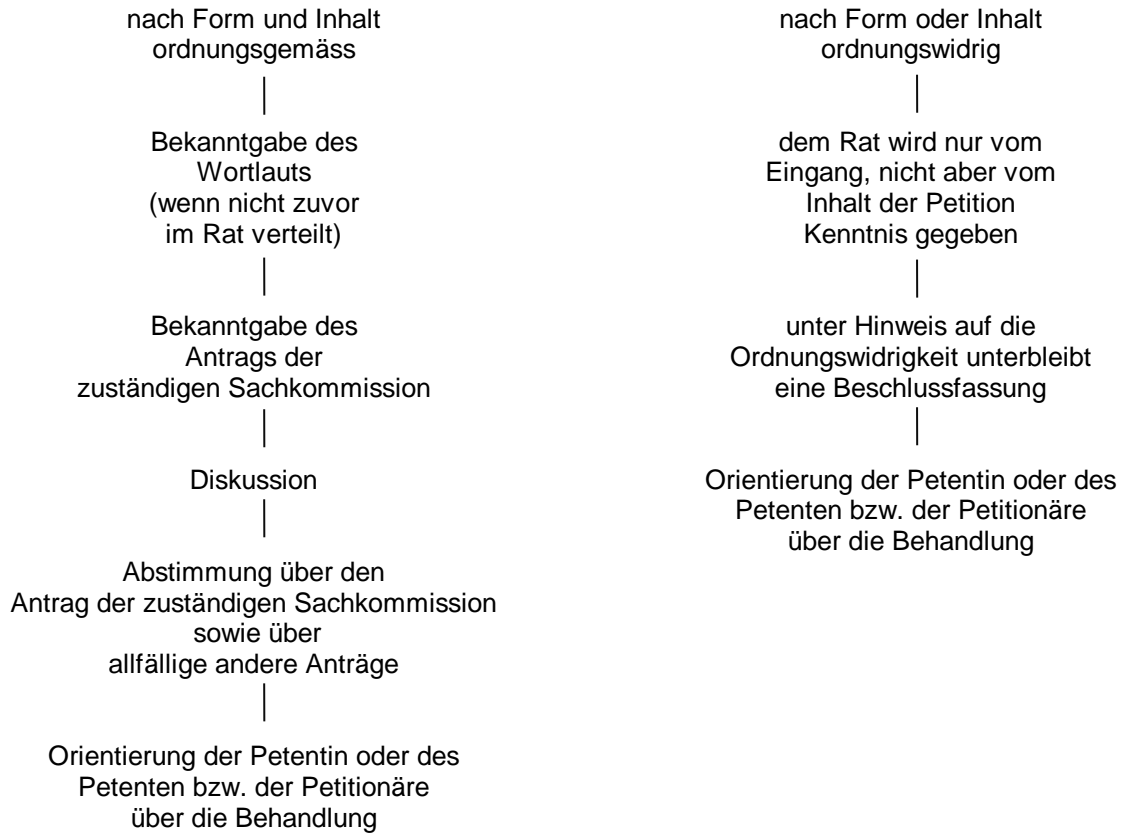 nach Form und Inhalt
ordnungsgemäss
Bekanntgabe des
Wortlauts
(wenn nicht zuvor
im Rat verteilt)
Bekanntgabe des
Antrags der
zuständigen Sachkommission
Diskussion
Abstimmung über den
Antrag der zuständigen Sachkommission
sowie über
allfällige andere Anträge
Orientierung der Petentin oder des
Petenten bzw. der Petitionäre
über die Behandlung
nach Form oder Inhalt
ordnungswidrig
dem Rat wird nur vom
Eingang, nicht aber vom
Inhalt der Petition
Kenntnis gegeben
unter Hinweis auf die
Ordnungswidrigkeit unterbleibt
eine Beschlussfassung
Orientierung der Petentin oder des
Petenten bzw. der Petitionäre
über die Behandlung